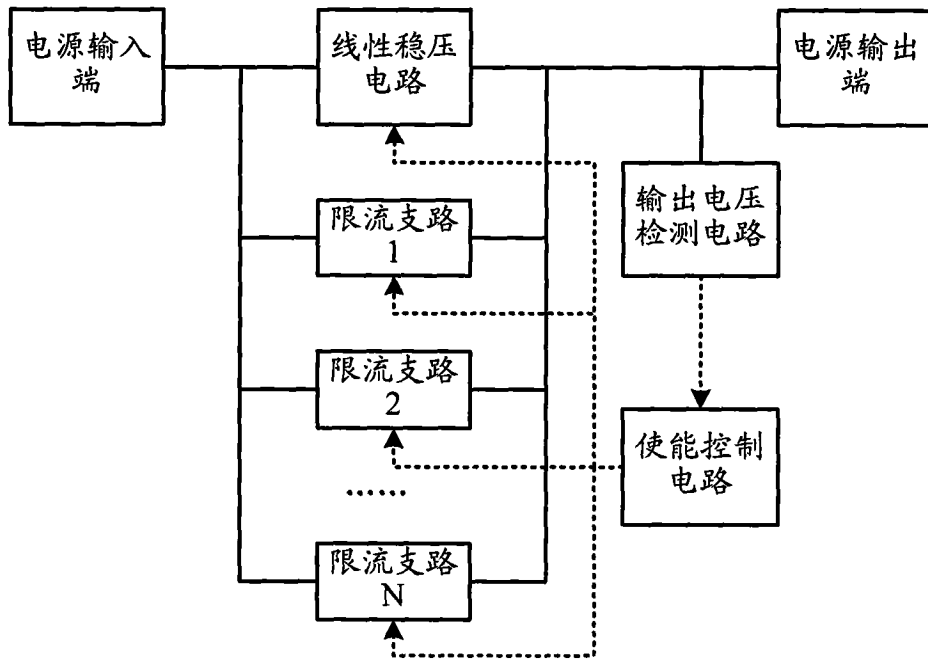 电源输入
端
线性稳压
电路
电源输出
端
限流支路
1
输出电压
检测电路
限流支路
2
使能控制
电路
……
限流支路
N